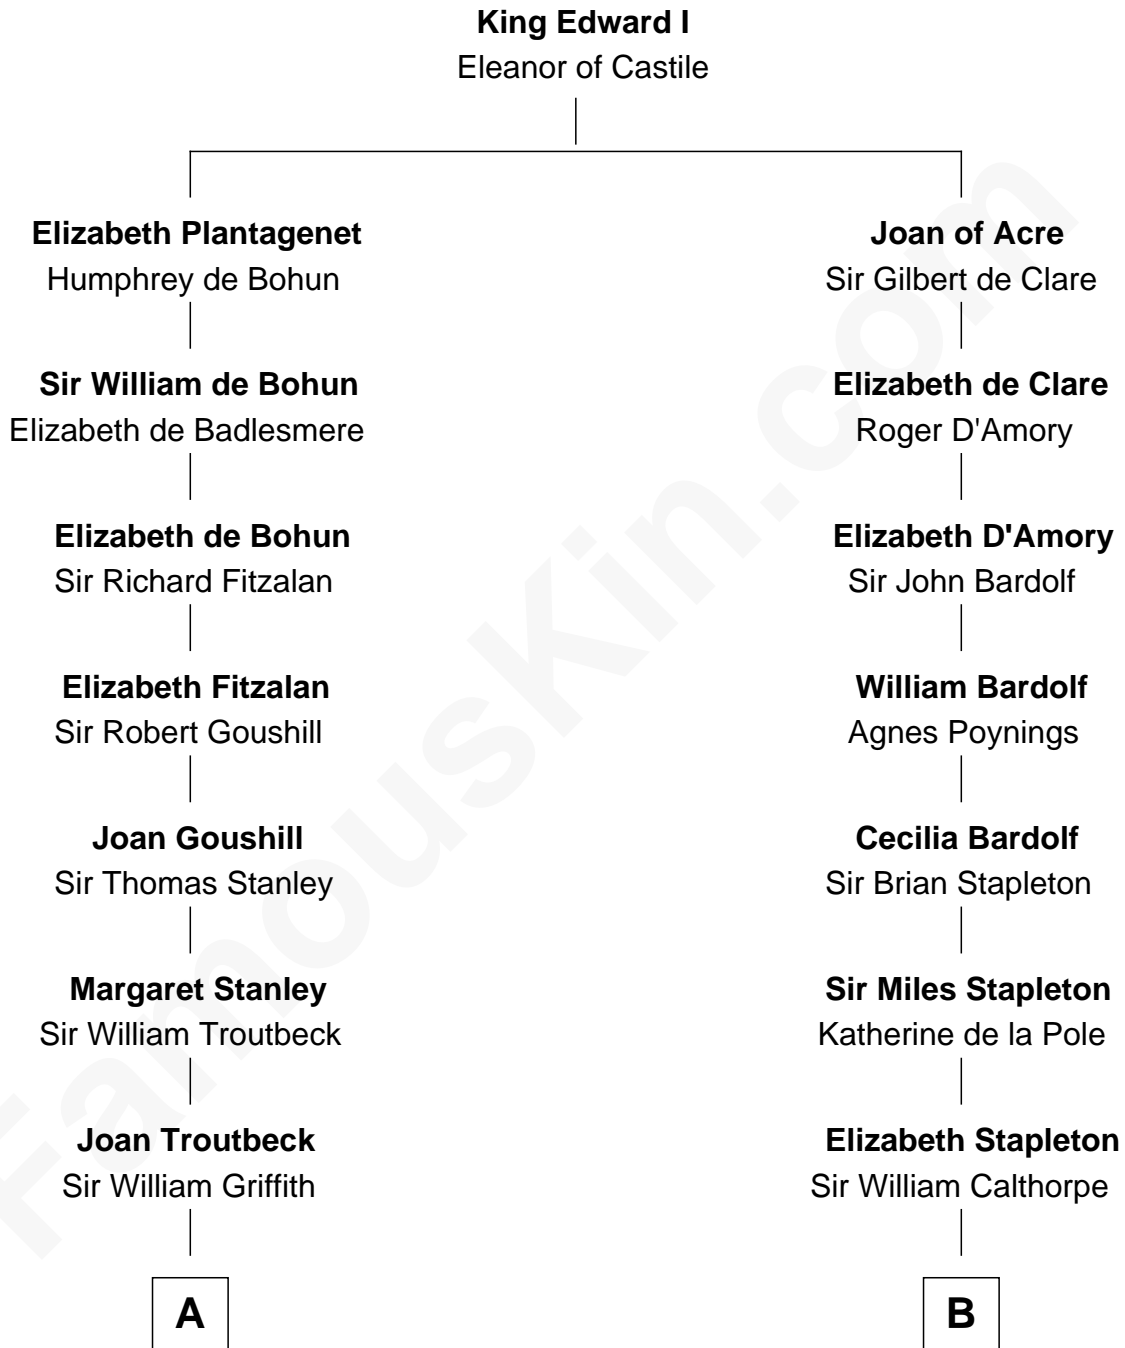 King Edward I
Eleanor of Castile
Elizabeth Plantagenet
Humphrey de Bohun
Joan of Acre
Sir Gilbert de Clare
Sir William de Bohun
Elizabeth de Badlesmere
Elizabeth de Clare
Roger D'Amory
Elizabeth de Bohun
Sir Richard Fitzalan
Elizabeth D'Amory
Sir John Bardolf
Elizabeth Fitzalan
Sir Robert Goushill
William Bardolf
Agnes Poynings
Joan Goushill
Sir Thomas Stanley
Cecilia Bardolf
Sir Brian Stapleton
Margaret Stanley
Sir William Troutbeck
Sir Miles Stapleton
Katherine de la Pole
Joan Troutbeck
Sir William Griffith
Elizabeth Stapleton
Sir William Calthorpe
A
B
FamousKin.com